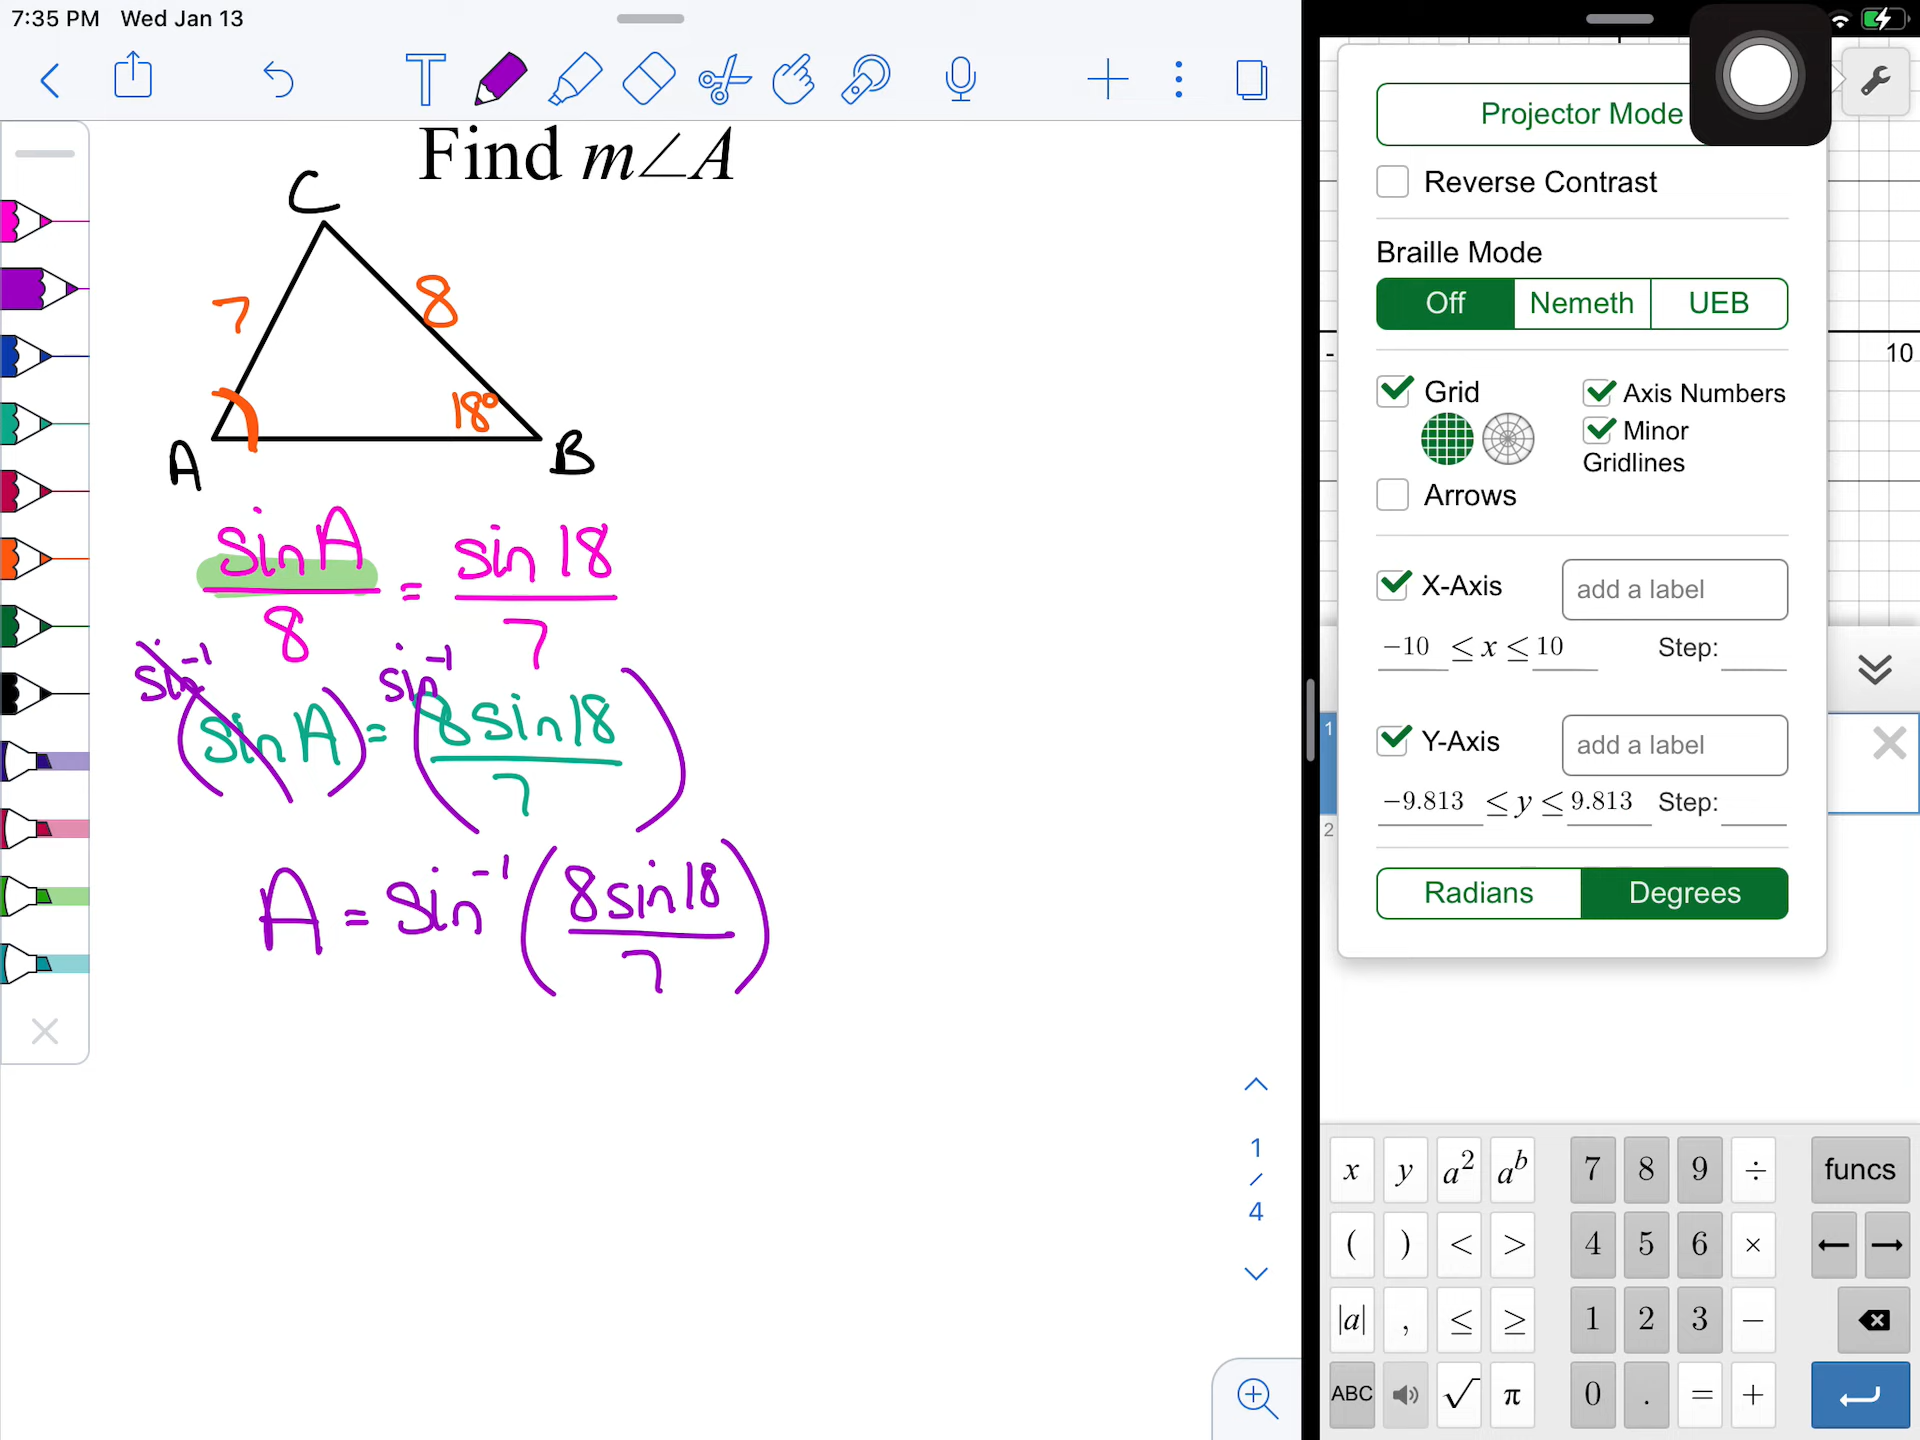 7:35 PM Wed Jan 13
T
Find m∠A
C
7
8
18°
A
B
sin A / 8 = sin 18 / 7
sin⁻¹(sin A) = sin⁻¹(8 sin 18 / 7)
A = sin⁻¹(8 sin 18 / 7)
1
/
4
Projector Mode
Reverse Contrast
Braille Mode
Off Nemeth UEB
Grid
Axis Numbers
Minor Gridlines
Arrows
X-Axis add a label
−10 ≤ x ≤ 10 Step:
Y-Axis add a label
−9.813 ≤ y ≤ 9.813 Step:
Radians Degrees
-
10
1
2
x y a² aᵇ 7 8 9 ÷ funcs
( ) < > 4 5 6 × ← →
|a| , ≤ ≥ 1 2 3 −
ABC √ π 0 . = +